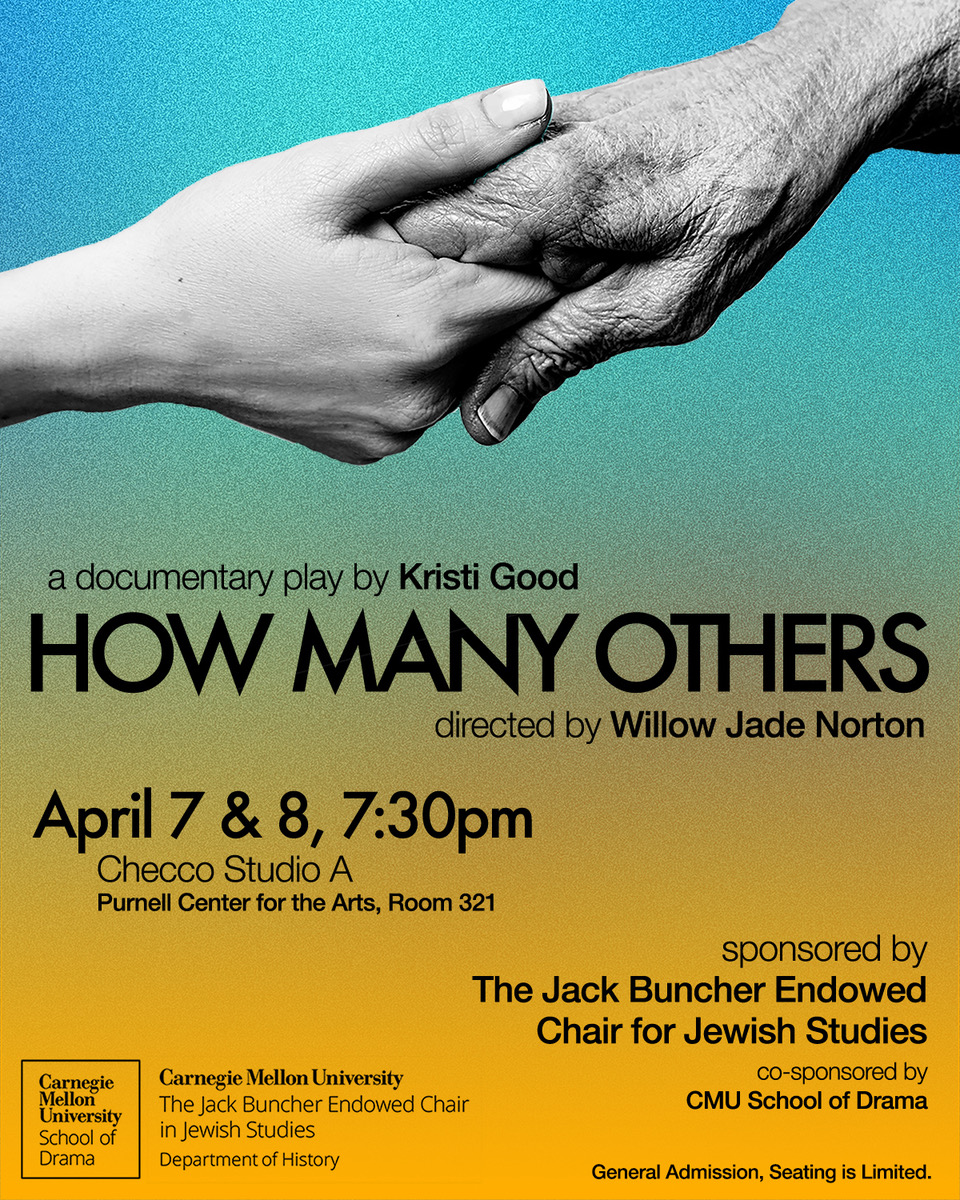 a documentary play by Kristi Good
HOW MANY OTHERS
directed by Willow Jade Norton
April 7 & 8, 7:30pm
Checco Studio A
Purnell Center for the Arts, Room 321
sponsored by
The Jack Buncher Endowed
Chair for Jewish Studies
co-sponsored by
CMU School of Drama
Carnegie
Mellon
University
School of
Drama
Carnegie Mellon University
The Jack Buncher Endowed Chair
in Jewish Studies
Department of History
General Admission, Seating is Limited.